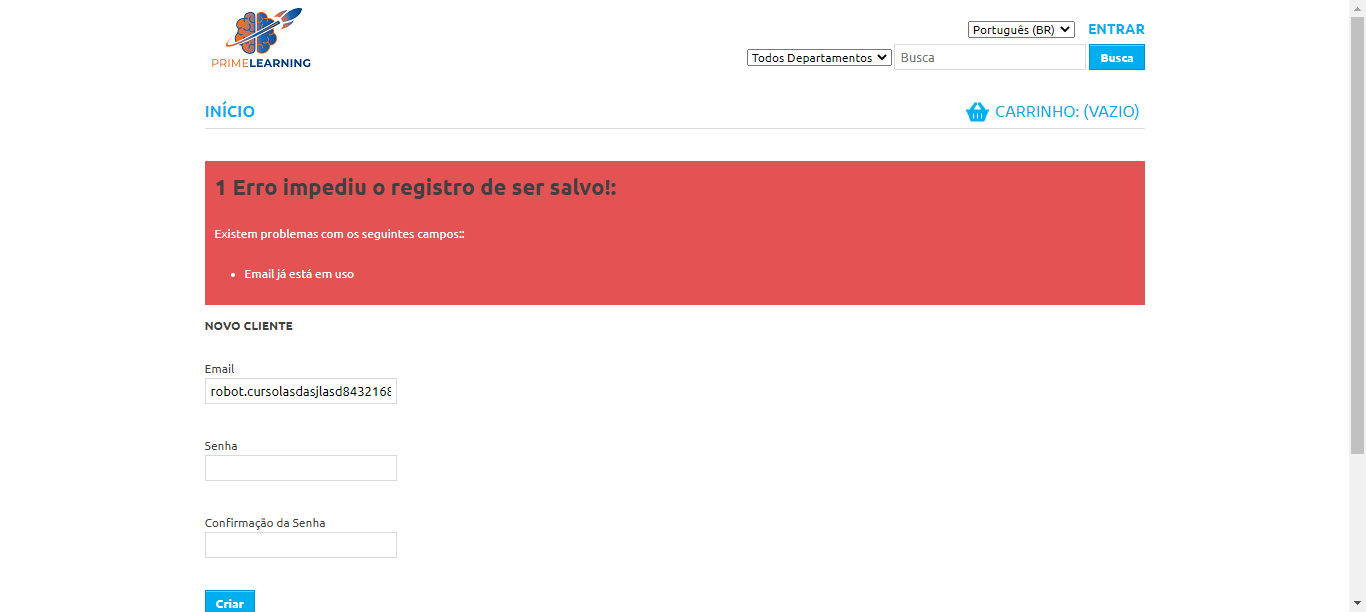 PRIMELEARNING
Português (BR)
ENTRAR
Todos Departamentos
Busca
Busca
INÍCIO
CARRINHO: (VAZIO)
1 Erro impediu o registro de ser salvo!:
Existem problemas com os seguintes campos::
Email já está em uso
NOVO CLIENTE
Email
robot.cursolasdasjlasd8432168
Senha
Confirmação da Senha
Criar